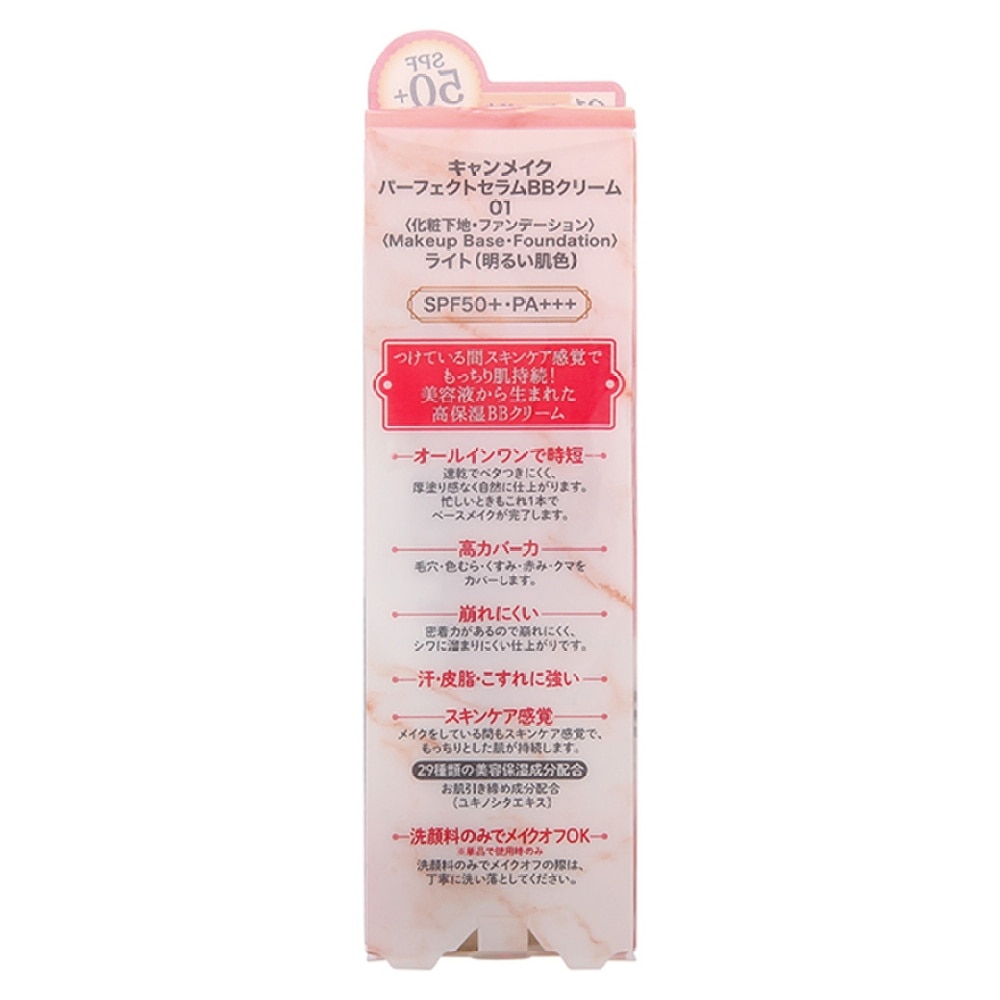 SPF
50+
01
キャンメイク
パーフェクトセラムBBクリーム
01
〈化粧下地・ファンデーション〉
〈Makeup Base・Foundation〉
ライト〔明るい肌色〕
SPF50+・PA+++
つけている間スキンケア感覚で
もっちり肌持続!
美容液から生まれた
高保湿BBクリーム
オールインワンで時短
速乾でベタつきにくく、
厚塗り感なく自然に仕上がります。
忙しいときもこれ1本で
ベースメイクが完了します。
高カバー力
毛穴・色むら・くすみ・赤み・クマを
カバーします。
崩れにくい
密着力があるので崩れにくく、
シワに溜まりにくい仕上がりです。
汗・皮脂・こすれに強い
スキンケア感覚
メイクをしている間もスキンケア感覚で、
もっちりとした肌が持続します。
29種類の美容保湿成分配合
お肌引き締め成分配合
〔ユキノシタエキス〕
洗顔料のみでメイクオフOK
※単品で使用時のみ
洗顔料のみでメイクオフの際は、
丁寧に洗い落としてください。